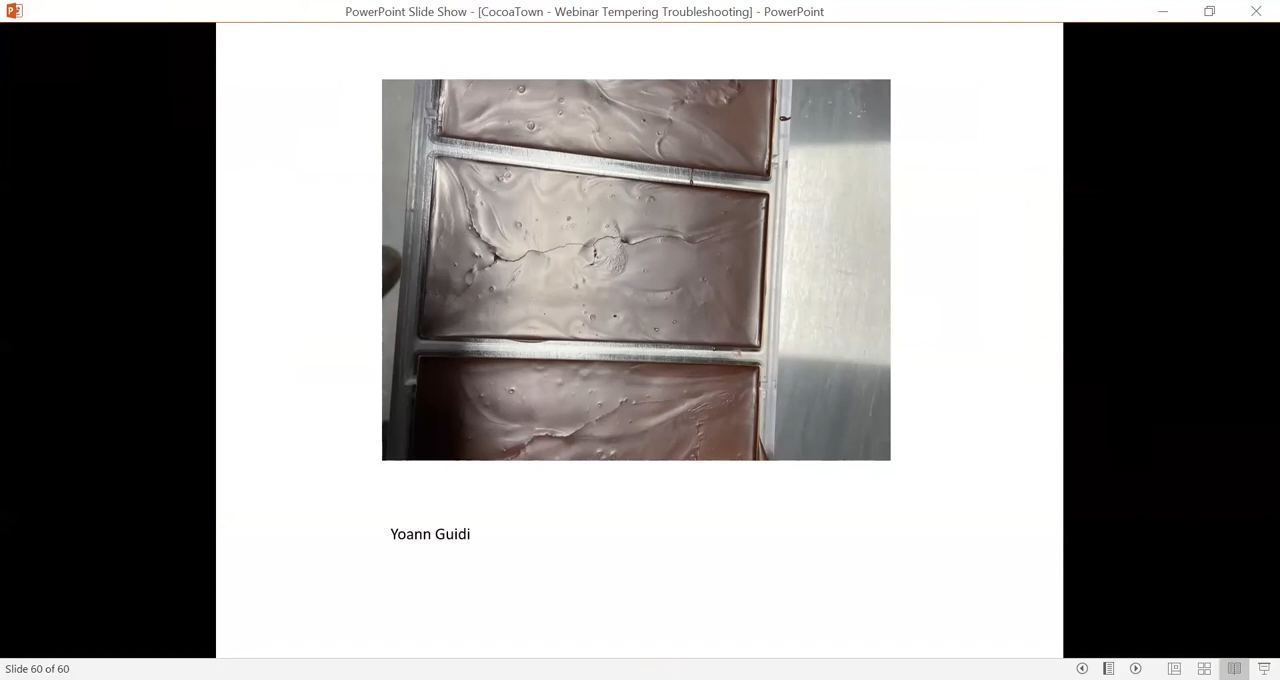 PowerPoint Slide Show - [CocoaTown - Webinar Tempering Troubleshooting] - PowerPoint
Yoann Guidi
Slide 60 of 60